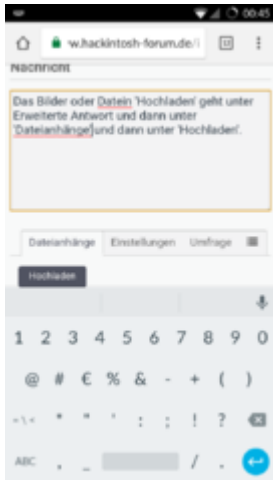 00:45
w.hackintosh-forum.de/i
Nachricht
Das Bilder oder Datein 'Hochladen' geht unter
Erweiterte Antwort und dann unter
'Dateianhänge' und dann unter 'Hochladen'.
Dateianhänge Einstellungen Umfrage
Hochladen
1 2 3 4 5 6 7 8 9 0
@ # € % & - + ( )
=\< * " ' : ; ! ?
ABC , _ / .